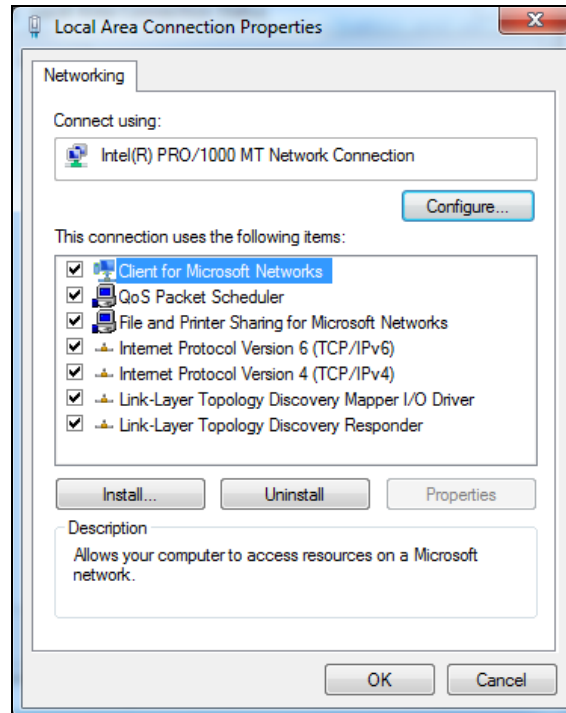 Local Area Connection Properties
Networking
Connect using:
Intel(R) PRO/1000 MT Network Connection
Configure...
This connection uses the following items:
Client for Microsoft Networks
QoS Packet Scheduler
File and Printer Sharing for Microsoft Networks
Internet Protocol Version 6 (TCP/IPv6)
Internet Protocol Version 4 (TCP/IPv4)
Link-Layer Topology Discovery Mapper I/O Driver
Link-Layer Topology Discovery Responder
Install... Uninstall Properties
Description
Allows your computer to access resources on a Microsoft
network.
OK Cancel